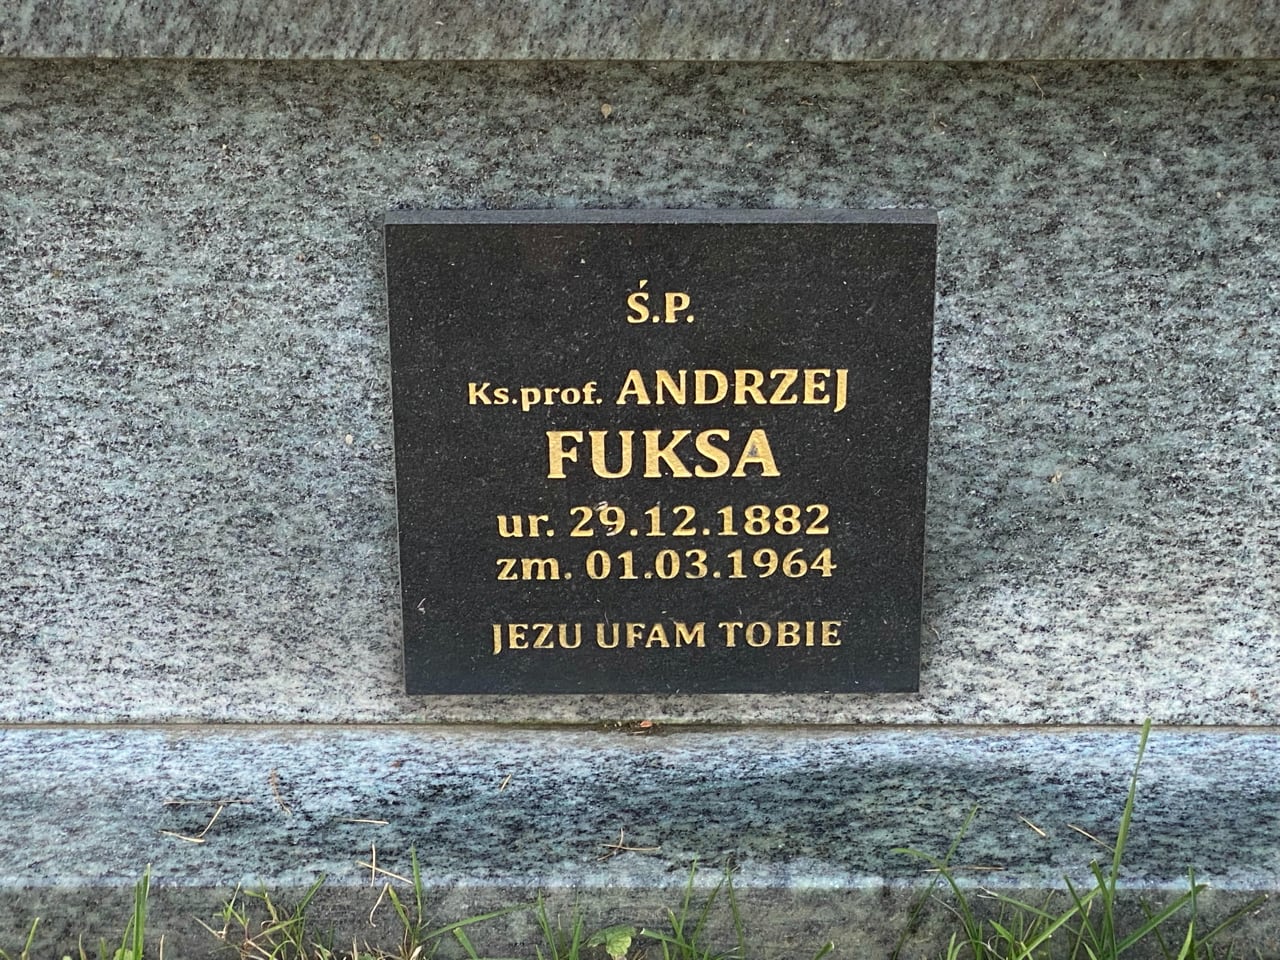 Ś.P.
Ks.prof. ANDRZEJ
FUKSA
ur. 29.12.1882
zm. 01.03.1964
JEZU UFAM TOBIE